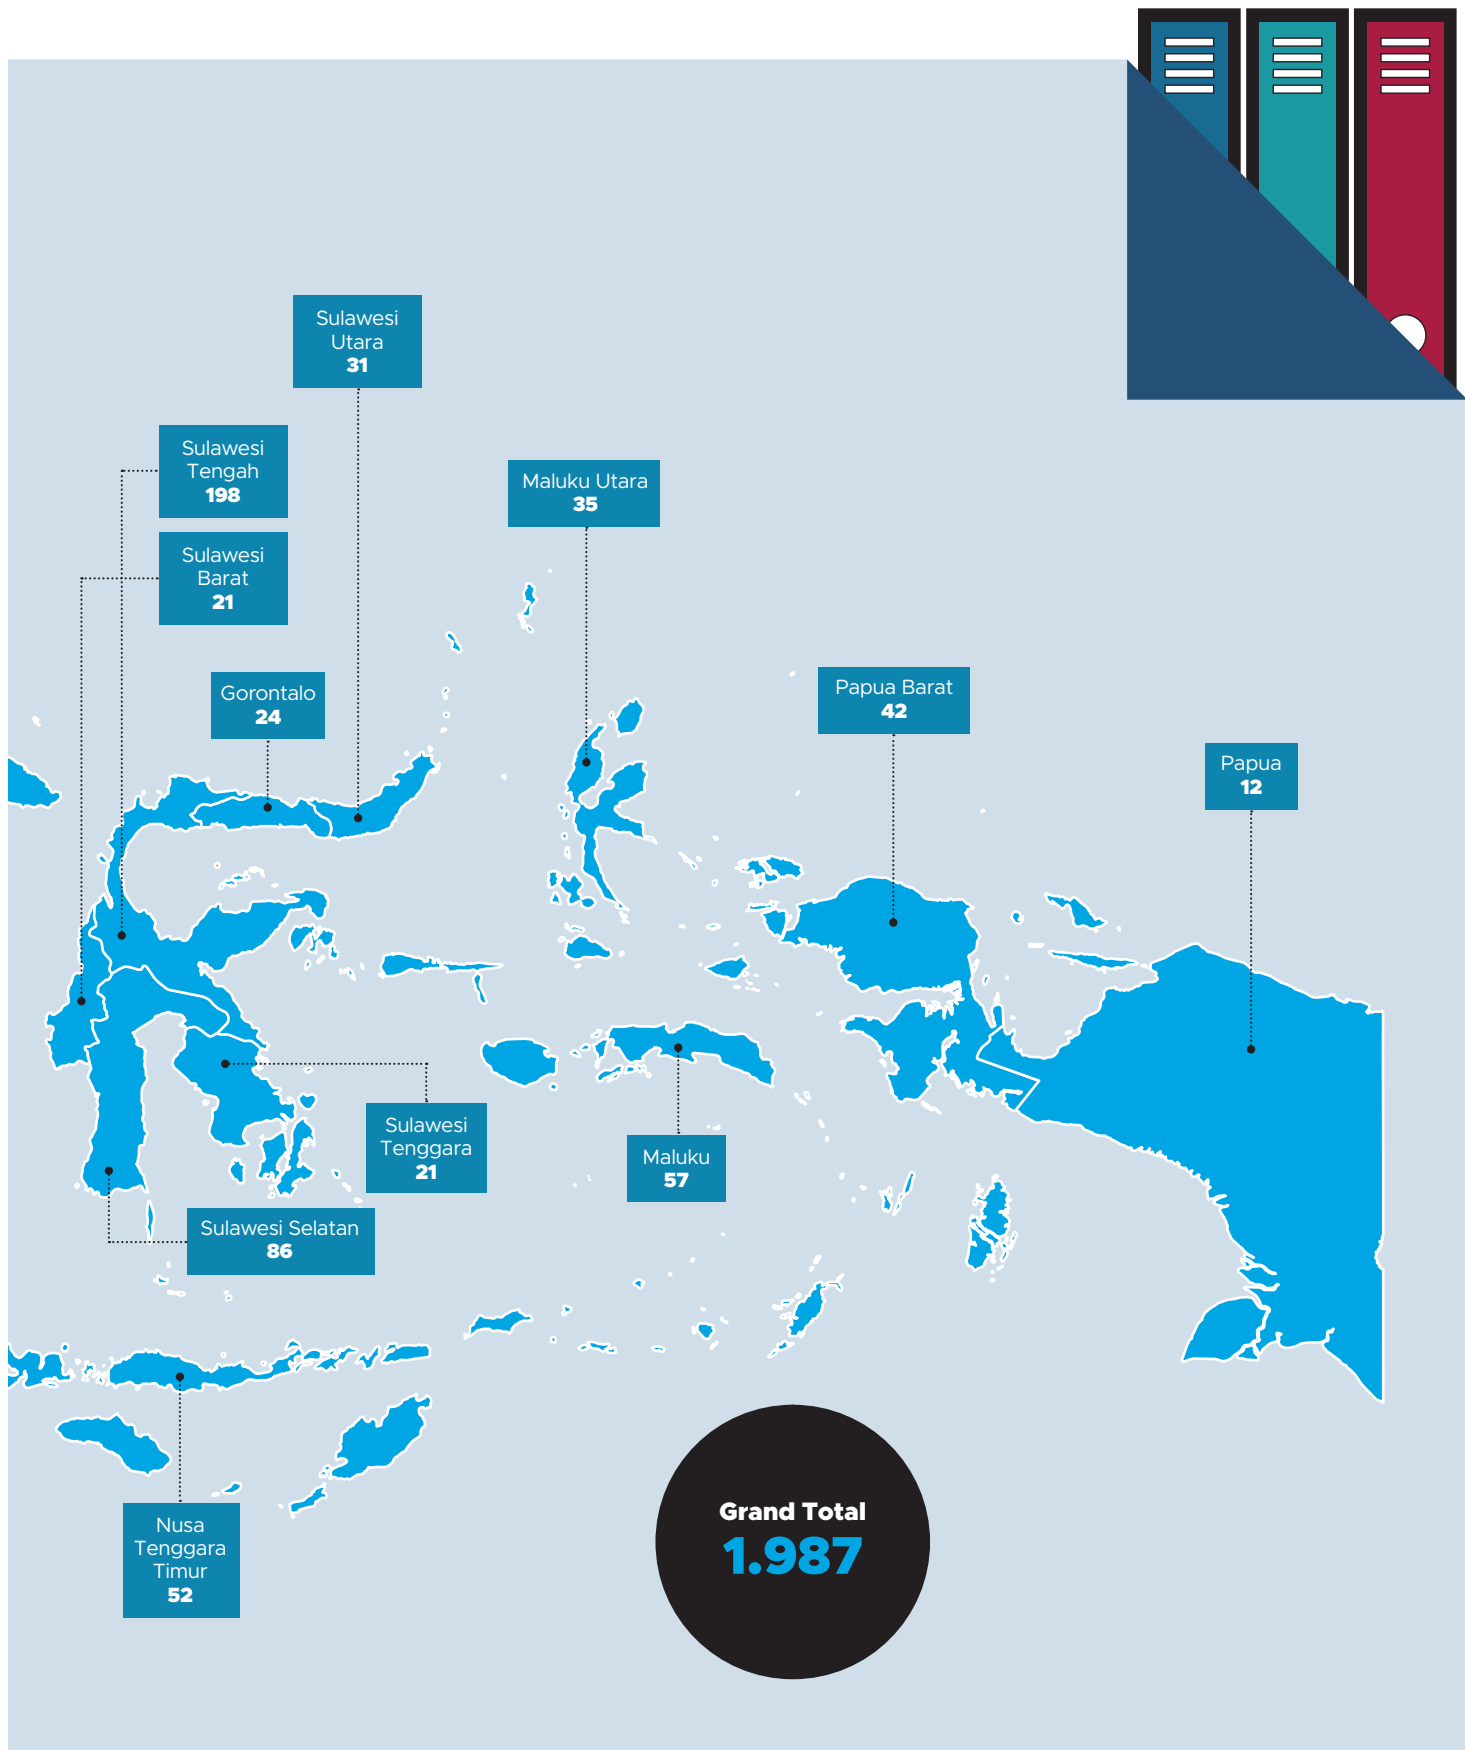 Sulawesi
Utara
31
Sulawesi
Tengah
198
Maluku Utara
35
Sulawesi
Barat
21
Gorontalo
24
Papua Barat
42
Papua
12
Sulawesi
Tenggara
21
Maluku
57
Sulawesi Selatan
86
Nusa
Tenggara
Timur
52
Grand Total
1.987